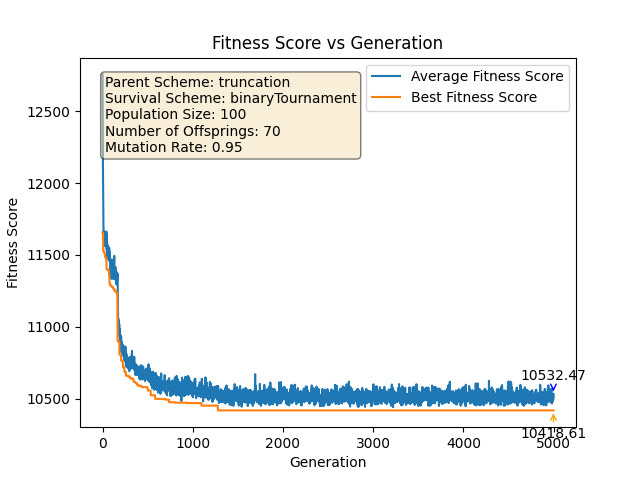 Fitness Score vs Generation
Parent Scheme: truncation
Survival Scheme: binaryTournament
Population Size: 100
Number of Offsprings: 70
Mutation Rate: 0.95
Average Fitness Score
Best Fitness Score
Fitness Score
12500
12000
11500
11000
10500
10532.47
10418.61
0
1000
2000
3000
4000
5000
Generation